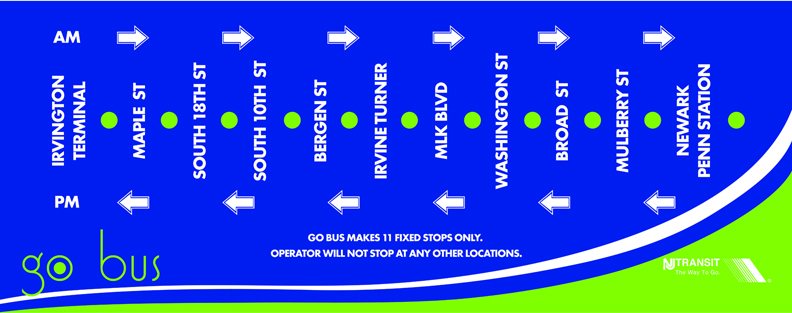 AM
IRVINGTON
TERMINAL
MAPLE ST
SOUTH 18TH ST
SOUTH 10TH ST
BERGEN ST
IRVINE TURNER
MLK BLVD
WASHINGTON ST
BROAD ST
MULBERRY ST
NEWARK
PENN STATION
PM
GO BUS MAKES 11 FIXED STOPS ONLY.
OPERATOR WILL NOT STOP AT ANY OTHER LOCATIONS.
go bus
NJ TRANSIT
The Way To Go.
®